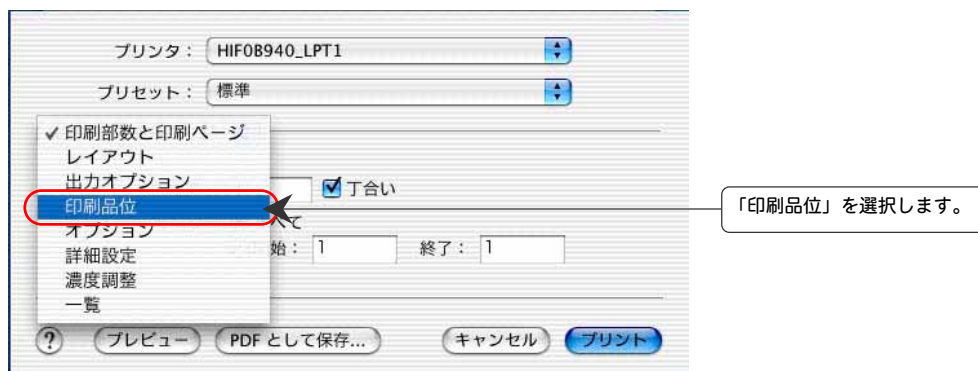 プリンタ： HIF0B940_LPT1
プリセット： 標準
✓ 印刷部数と印刷ページ
レイアウト
出力オプション
丁合い
印刷品位
「印刷品位」を選択します。
オプション
べて
始： 1 終了： 1
詳細設定
濃度調整
一覧
? プレビュー PDF として保存... キャンセル プリント